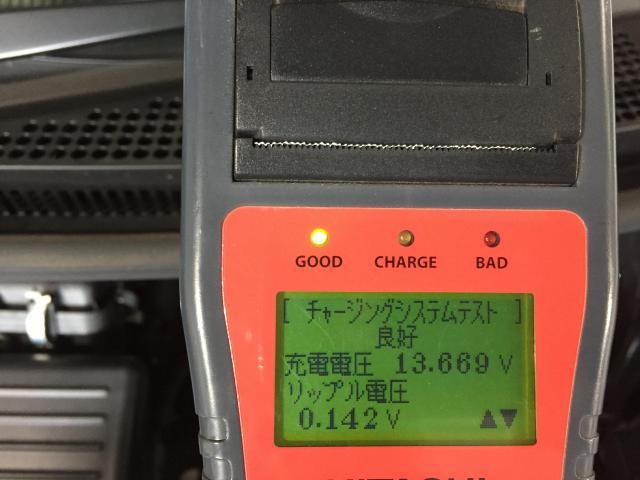 GOOD CHARGE BAD
[ チャージングシステムテスト ]
良好
充電電圧 13.669 V
リップル電圧
0.142 V ▲▼
HITACHI